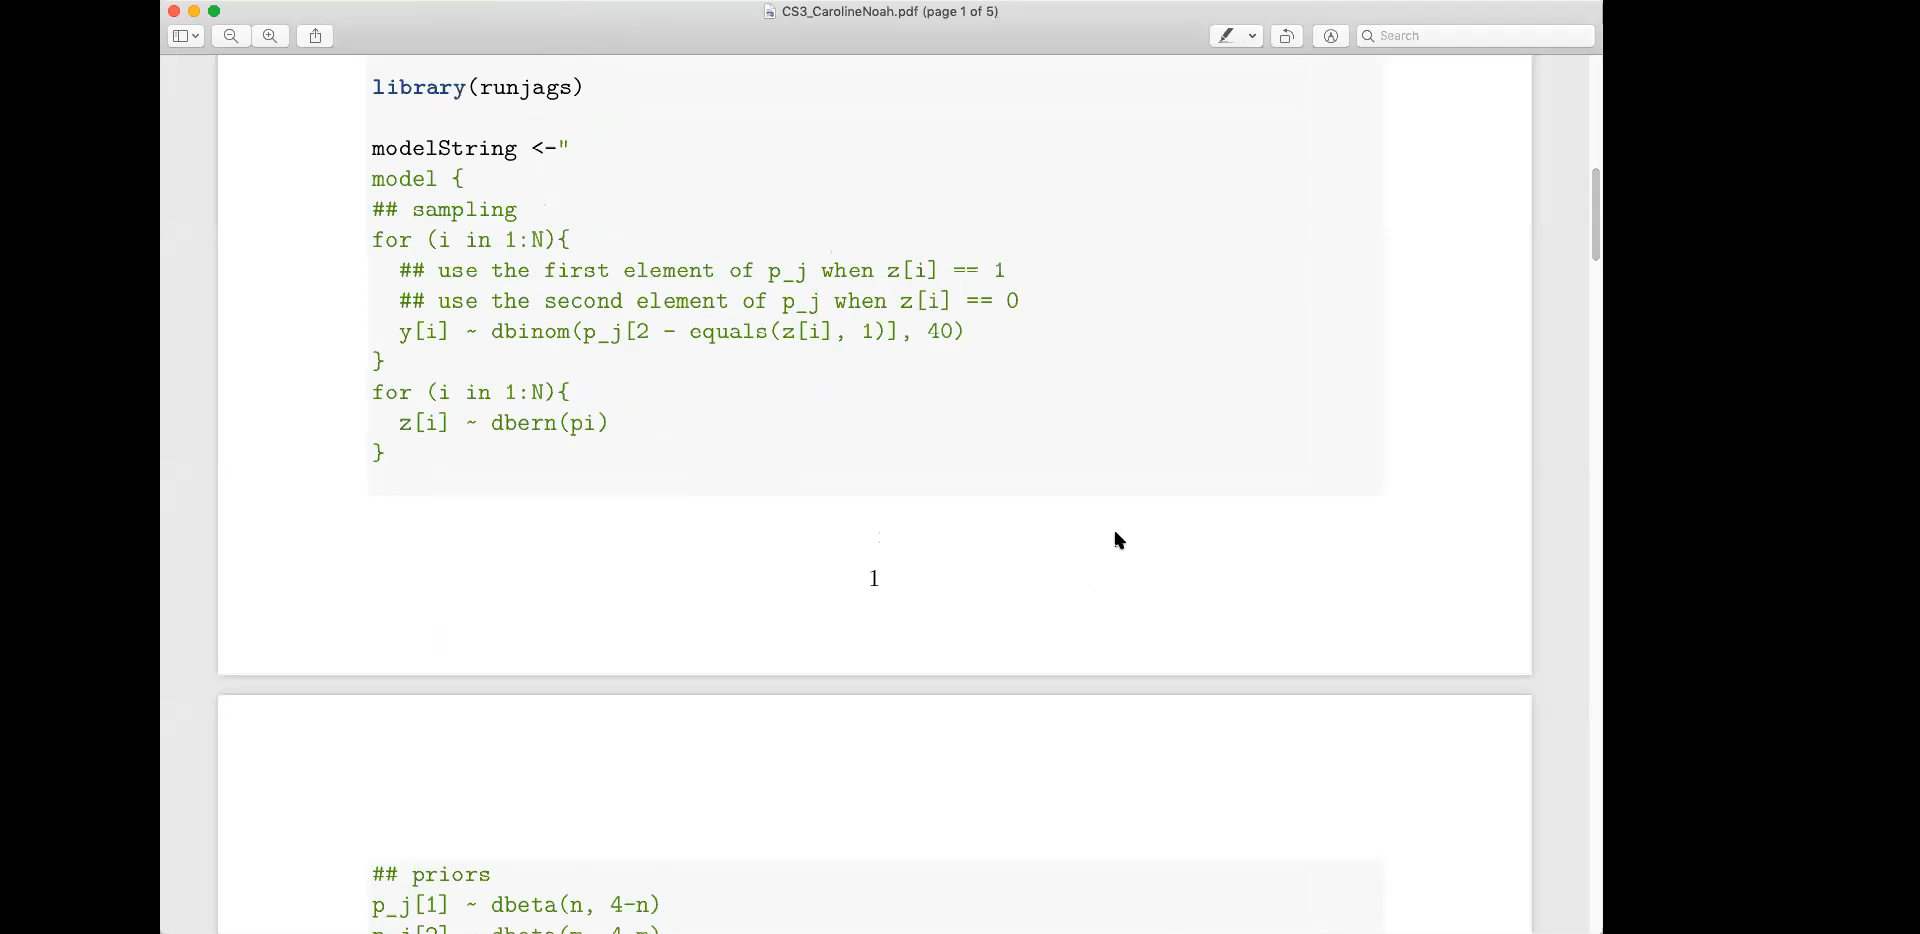 CS3_CarolineNoah.pdf (page 1 of 5)
Search
library(runjags)
modelString <-"
model {
## sampling
for (i in 1:N){
## use the first element of p_j when z[i] == 1
## use the second element of p_j when z[i] == 0
y[i] ~ dbinom(p_j[2 - equals(z[i], 1)], 40)
}
for (i in 1:N){
z[i] ~ dbern(pi)
}
1
## priors
p_j[1] ~ dbeta(n, 4-n)